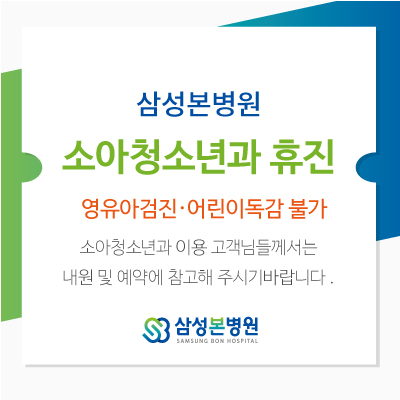 삼성본병원
소아청소년과 휴진
영유아검진·어린이독감 불가
소아청소년과 이용 고객님들께서는
내원 및 예약에 참고해 주시기바랍니다 .
삼성본병원
SAMSUNG BON HOSPITAL